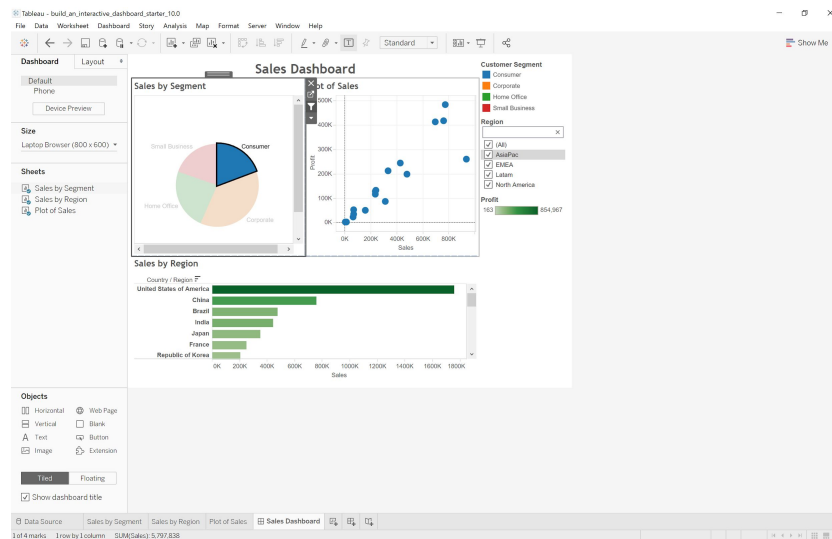 Tableau - build_an_interactive_dashboard_starter_10.0
File Data Worksheet Dashboard Story Analysis Map Format Server Window Help
Standard
Show Me
Dashboard Layout
Default
Phone
Device Preview
Size
Laptop Browser (800 x 600)
Sheets
Sales by Segment
Sales by Region
Plot of Sales
Objects
Horizontal Web Page
Vertical Blank
A Text Button
Image Extension
Tiled Floating
Show dashboard title
Sales Dashboard
Sales by Segment
Small Business
Consumer
Home Office
Corporate
ot of Sales
500K
400K
300K
200K
100K
0K
Profit
0K 200K 400K 600K 800K
Sales
Customer Segment
Consumer
Corporate
Home Office
Small Business
Region
(All)
AsiaPac
EMEA
Latam
North America
Profit
163 854,967
Sales by Region
Country / Region
United States of America
China
Brazil
India
Japan
France
Republic of Korea
0K 200K 400K 600K 800K 1000K 1200K 1400K 1600K 1800K
Sales
Data Source Sales by Segment Sales by Region Plot of Sales Sales Dashboard
1 of 4 marks 1 row by 1 column SUM(Sales): 5,797,838